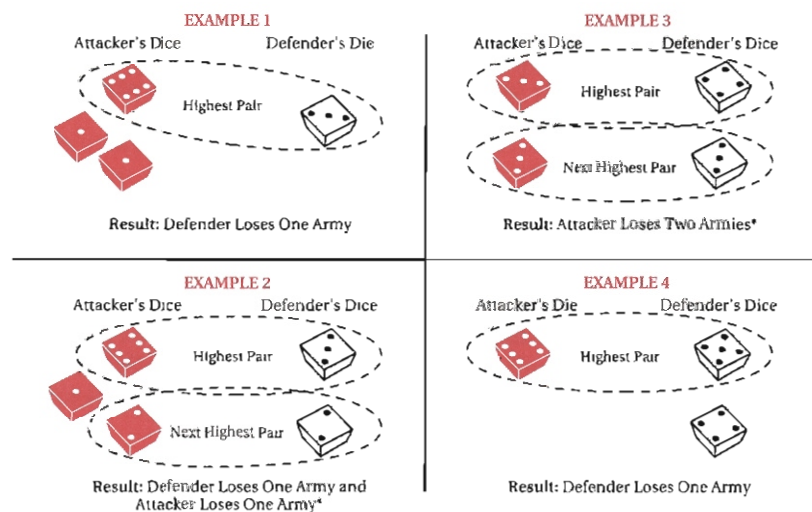 EXAMPLE 1
Attacker's Dice Defender's Die
Highest Pair
Result: Defender Loses One Army
EXAMPLE 3
Attacker's Dice Defender's Dice
Highest Pair
Next Highest Pair
Result: Attacker Loses Two Armies*
EXAMPLE 2
Attacker's Dice Defender's Dice
Highest Pair
Next Highest Pair
Result: Defender Loses One Army and
Attacker Loses One Army*
EXAMPLE 4
Attacker's Die Defender's Dice
Highest Pair
Result: Defender Loses One Army